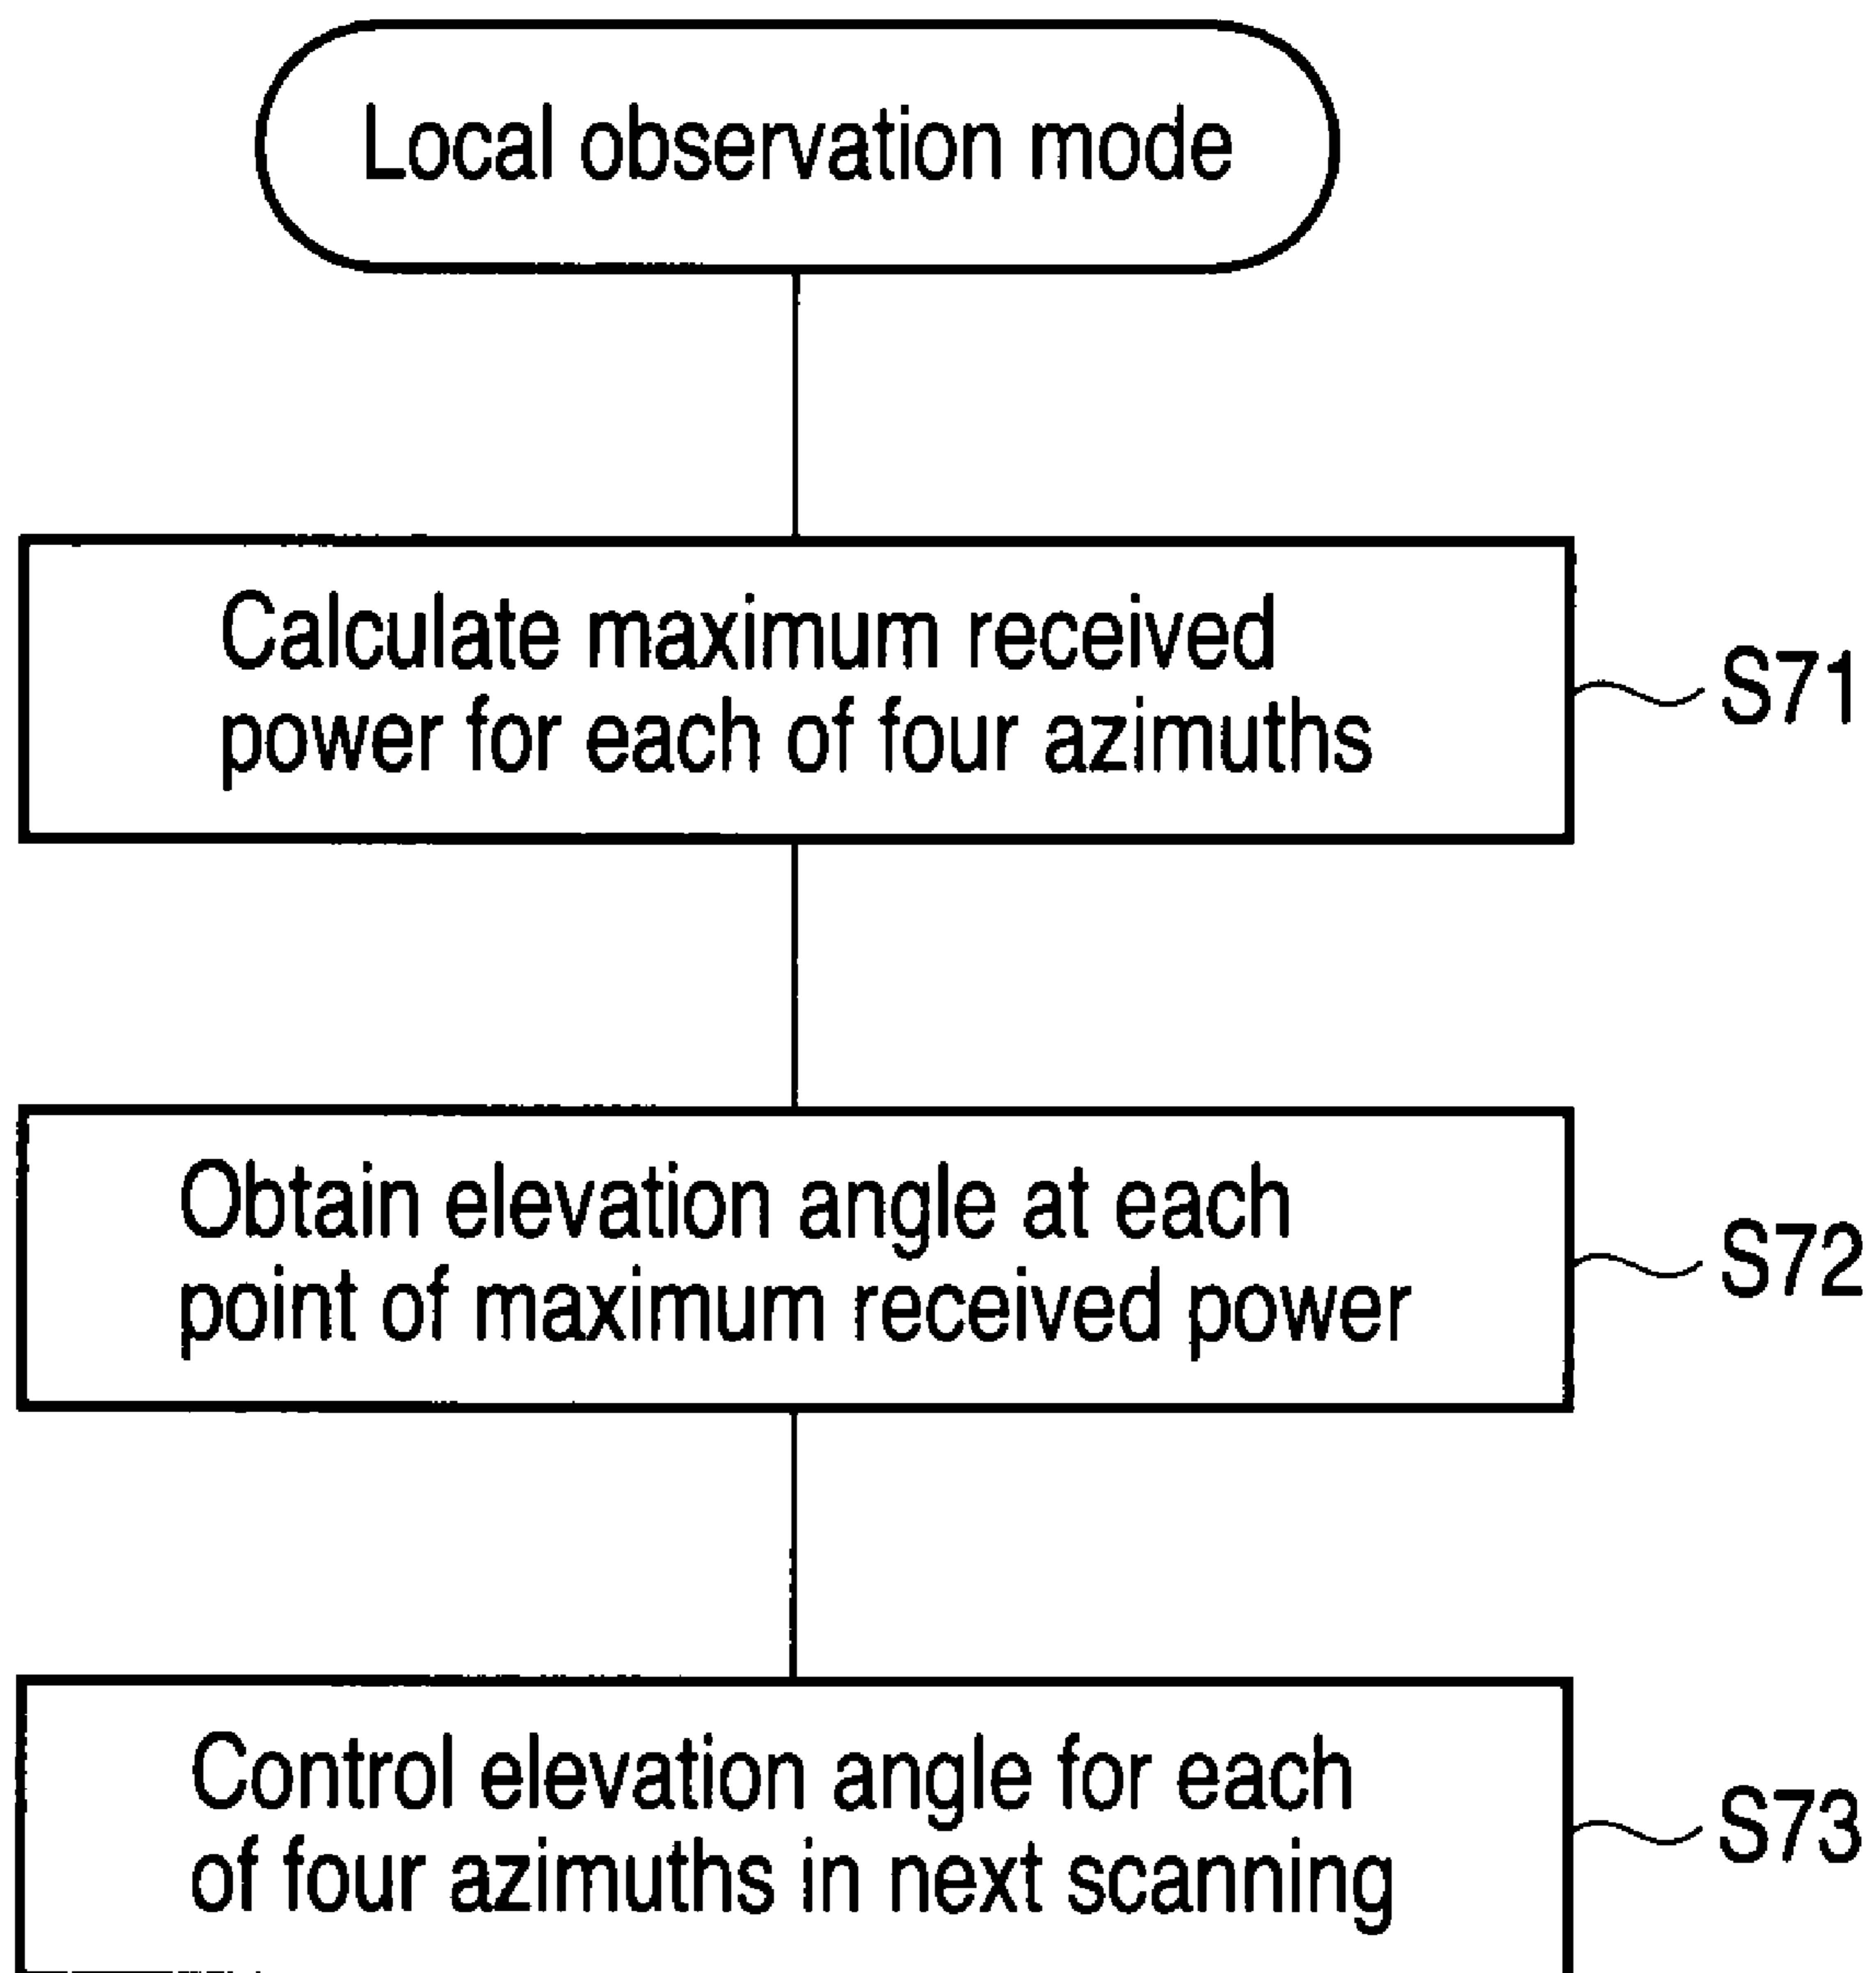 Local observation mode
Calculate maximum received
power for each of four azimuths
S71
Obtain elevation angle at each
point of maximum received power
S72
Control elevation angle for each
of four azimuths in next scanning
S73